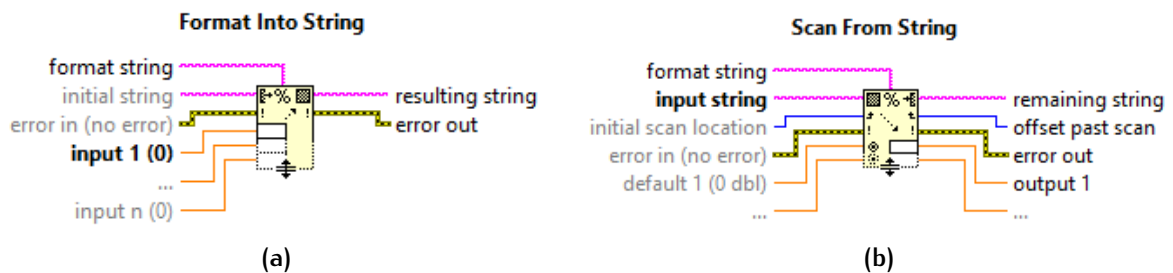 Format Into String
format string
initial string
error in (no error)
input 1 (0)
...
input n (0)
%
!
!
resulting string
error out
(a)
Scan From String
format string
input string
initial scan location
error in (no error)
default 1 (0 dbl)
...
%
!
!
remaining string
offset past scan
error out
output 1
...
(b)